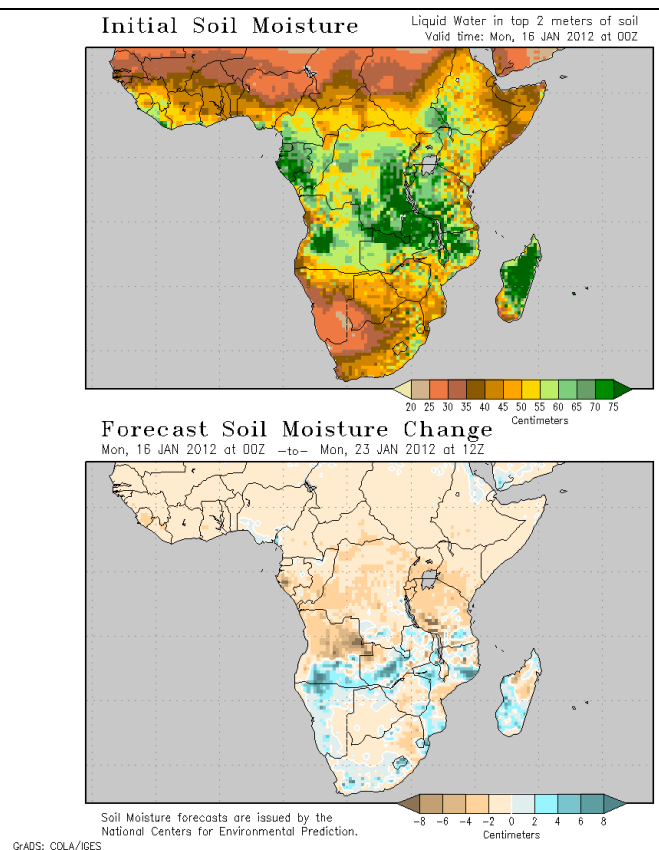 Initial Soil Moisture
Liquid Water in top 2 meters of soil
Valid time: Mon, 16 JAN 2012 at 00Z
20 25 30 35 40 45 50 55 60 65 70 75
Centimeters
Forecast Soil Moisture Change
Mon, 16 JAN 2012 at 00Z -to- Mon, 23 JAN 2012 at 12Z
-8 -6 -4 -2 0 2 4 6 8
Centimeters
Soil Moisture forecasts are issued by the
National Centers for Environmental Prediction.
GrADS: COLA/IGES